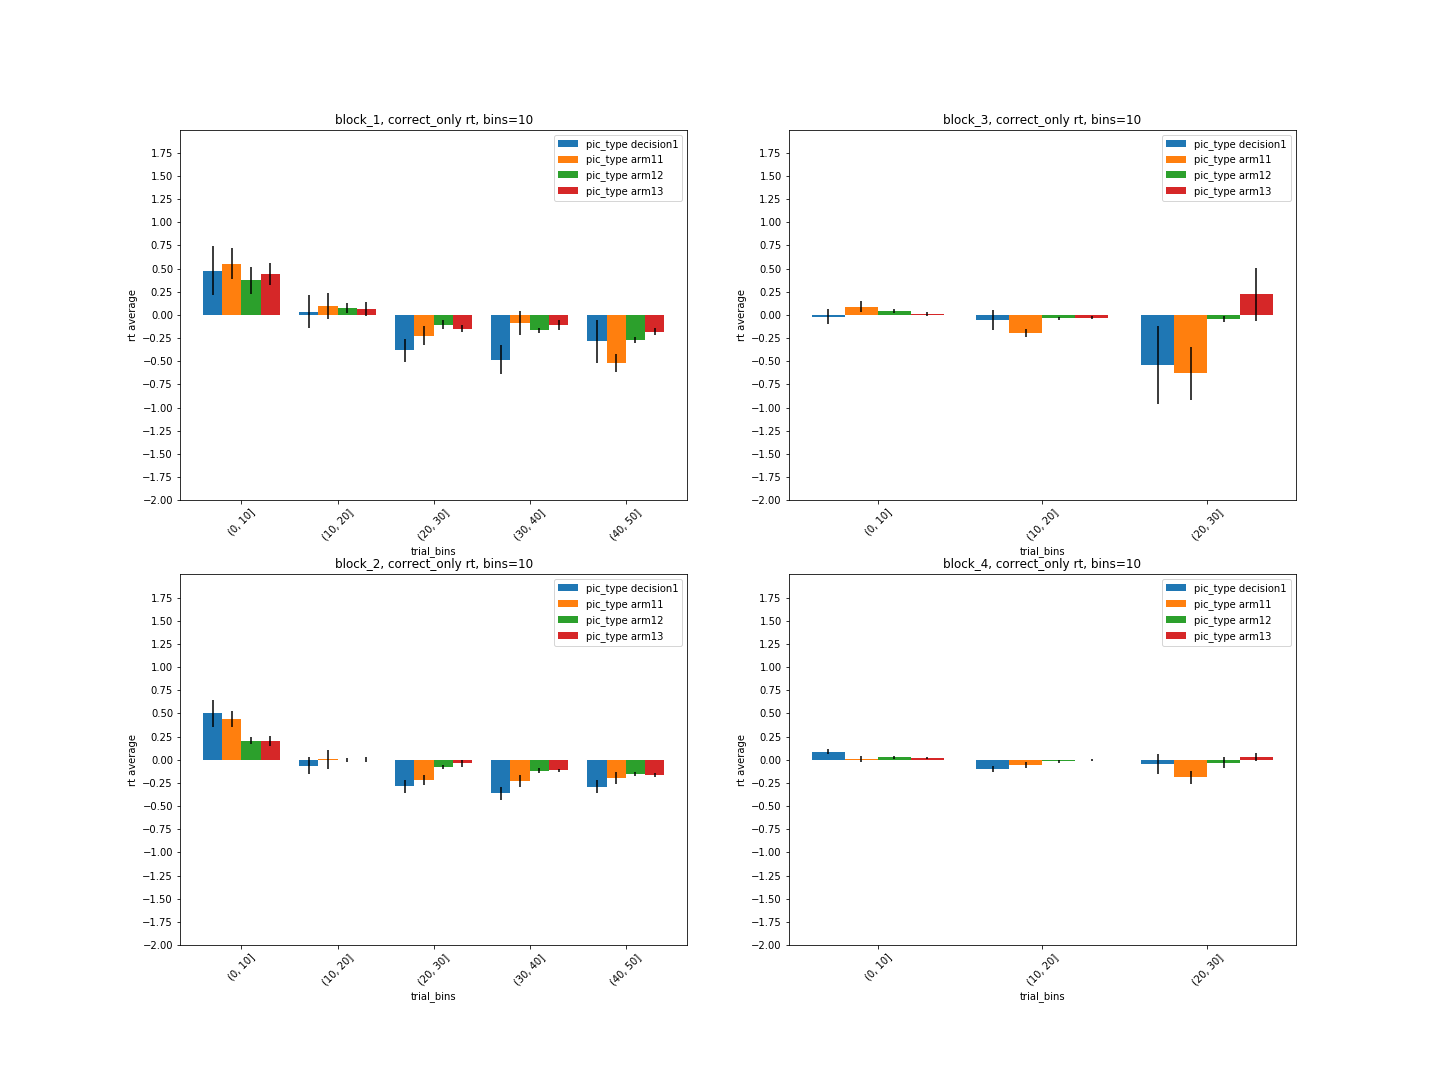 block_1, correct_only rt, bins=10
pic_type decision1
pic_type arm11
pic_type arm12
pic_type arm13
1.75
1.50
1.25
1.00
0.75
0.50
0.25
0.00
−0.25
−0.50
−0.75
−1.00
−1.25
−1.50
−1.75
−2.00
rt average
(0, 10]
(10, 20]
(20, 30]
(30, 40]
(40, 50]
trial_bins
block_3, correct_only rt, bins=10
pic_type decision1
pic_type arm11
pic_type arm12
pic_type arm13
1.75
1.50
1.25
1.00
0.75
0.50
0.25
0.00
−0.25
−0.50
−0.75
−1.00
−1.25
−1.50
−1.75
−2.00
rt average
(0, 10]
(10, 20]
(20, 30]
trial_bins
block_2, correct_only rt, bins=10
pic_type decision1
pic_type arm11
pic_type arm12
pic_type arm13
1.75
1.50
1.25
1.00
0.75
0.50
0.25
0.00
−0.25
−0.50
−0.75
−1.00
−1.25
−1.50
−1.75
−2.00
rt average
(0, 10]
(10, 20]
(20, 30]
(30, 40]
(40, 50]
trial_bins
block_4, correct_only rt, bins=10
pic_type decision1
pic_type arm11
pic_type arm12
pic_type arm13
1.75
1.50
1.25
1.00
0.75
0.50
0.25
0.00
−0.25
−0.50
−0.75
−1.00
−1.25
−1.50
−1.75
−2.00
rt average
(0, 10]
(10, 20]
(20, 30]
trial_bins